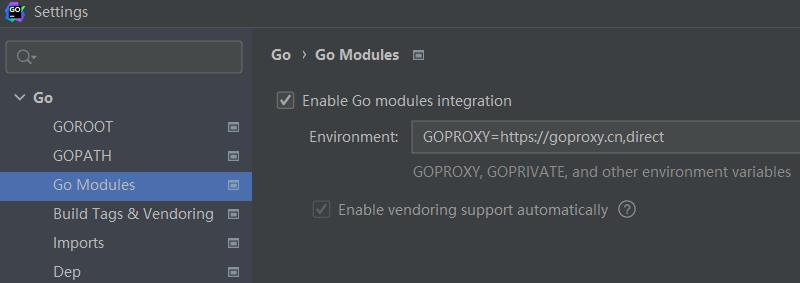 GO
Settings
Go
GOROOT
GOPATH
Go Modules
Build Tags & Vendoring
Imports
Dep
Go › Go Modules
Enable Go modules integration
Environment: GOPROXY=https://goproxy.cn,direct
GOPROXY, GOPRIVATE, and other environment variables
Enable vendoring support automatically ?